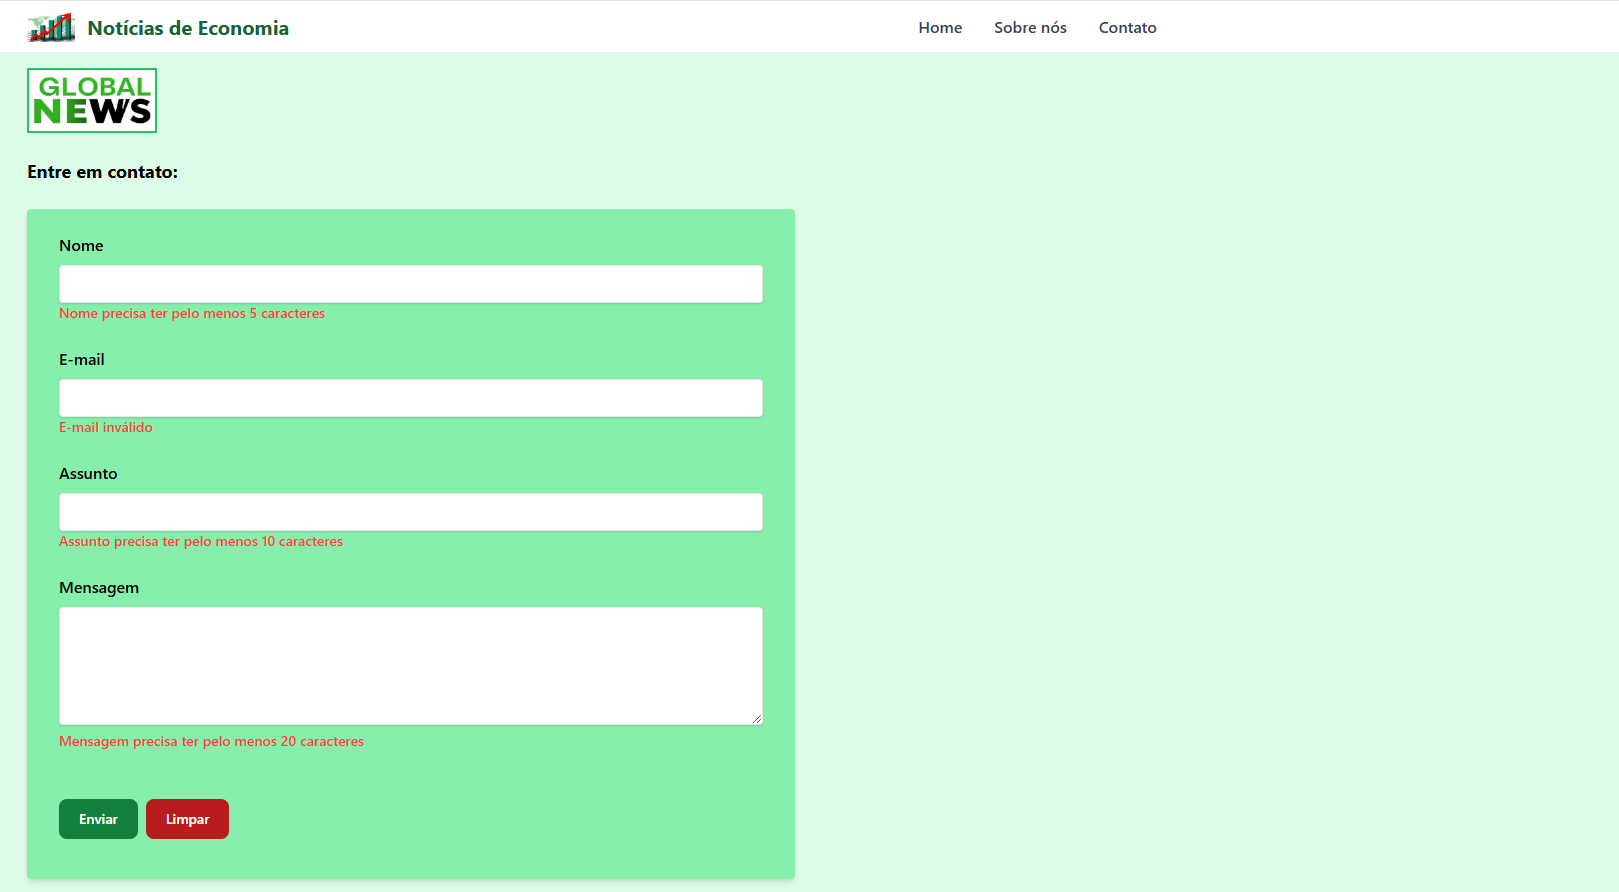 Notícias de Economia
Home
Sobre nós
Contato
GLOBAL
NEWS
Entre em contato:
Nome
Nome precisa ter pelo menos 5 caracteres
E-mail
E-mail inválido
Assunto
Assunto precisa ter pelo menos 10 caracteres
Mensagem
Mensagem precisa ter pelo menos 20 caracteres
Enviar
Limpar